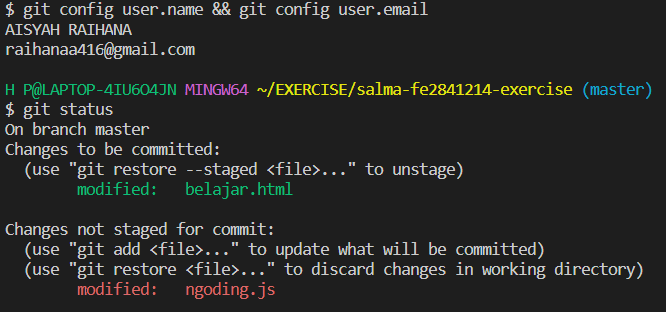 $ git config user.name && git config user.email
AISYAH RAIHANA
raihanaa416@gmail.com
H P@LAPTOP-4IU6O4JN MINGW64 ~/EXERCISE/salma-fe2841214-exercise (master)
$ git status
On branch master
Changes to be committed:
  (use "git restore --staged <file>..." to unstage)
        modified:   belajar.html
Changes not staged for commit:
  (use "git add <file>..." to update what will be committed)
  (use "git restore <file>..." to discard changes in working directory)
        modified:   ngoding.js